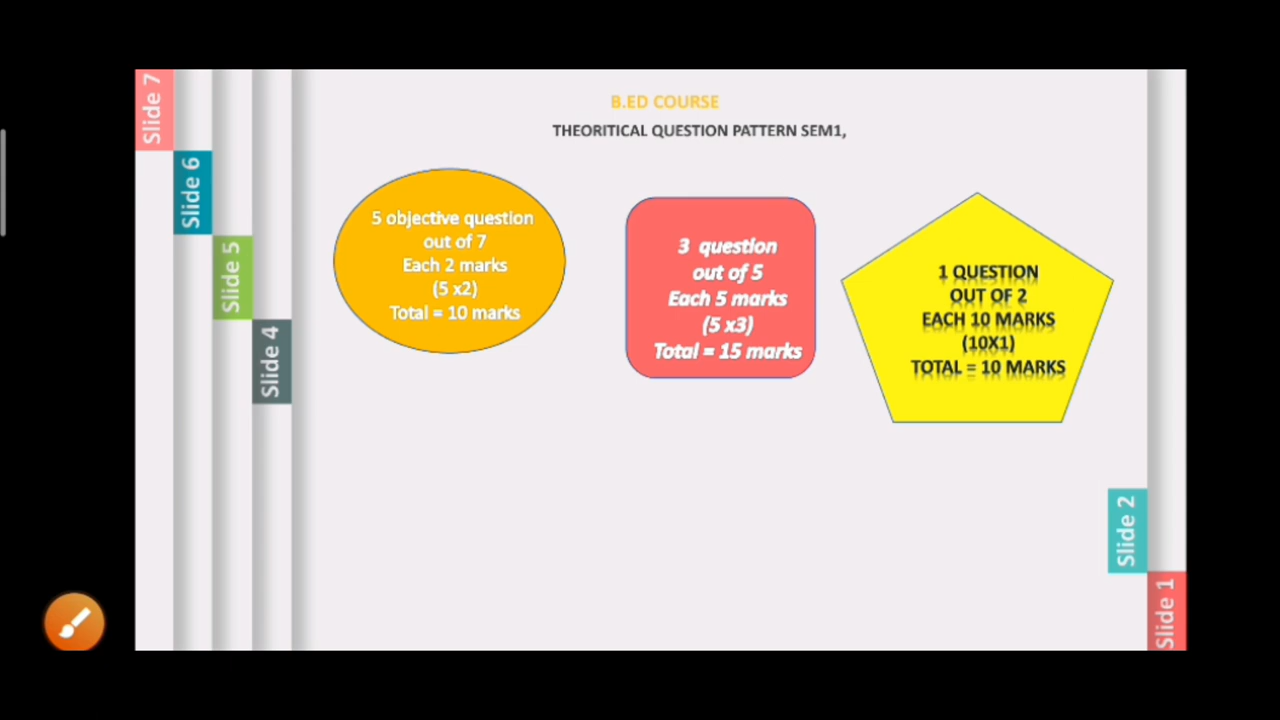 B.ED COURSE
THEORITICAL QUESTION PATTERN SEM1,
5 objective question
out of 7
Each 2 marks
(5 x2)
Total = 10 marks
3 question
out of 5
Each 5 marks
(5 x3)
Total = 15 marks
1 QUESTION
OUT OF 2
EACH 10 MARKS
(10X1)
TOTAL = 10 MARKS
Slide 7
Slide 6
Slide 5
Slide 4
Slide 2
Slide 1